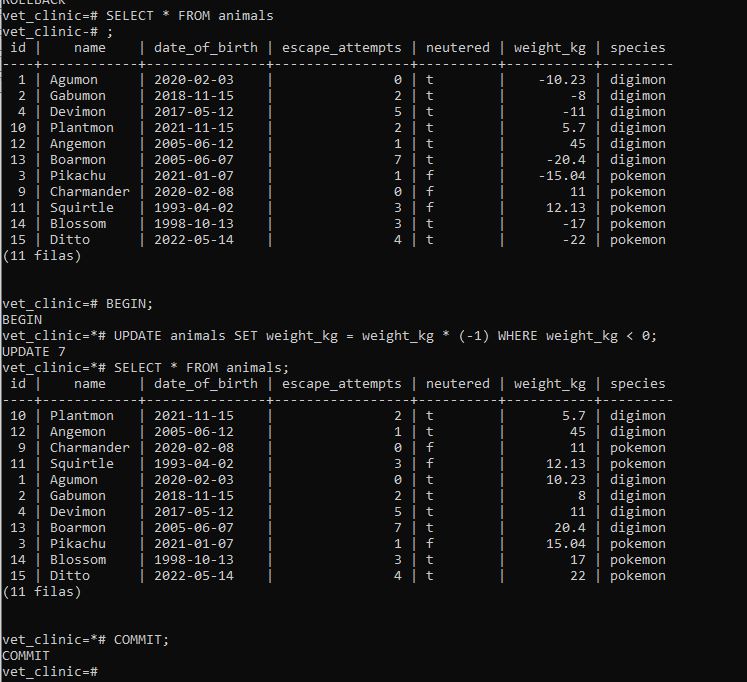 ROLLBACK
vet_clinic=# SELECT * FROM animals
vet_clinic-# ;
 id |    name    | date_of_birth | escape_attempts | neutered | weight_kg | species
----+------------+---------------+-----------------+----------+-----------+---------
  1 | Agumon     | 2020-02-03    |               0 | t        |    -10.23 | digimon
  2 | Gabumon    | 2018-11-15    |               2 | t        |        -8 | digimon
  4 | Devimon    | 2017-05-12    |               5 | t        |       -11 | digimon
 10 | Plantmon   | 2021-11-15    |               2 | t        |       5.7 | digimon
 12 | Angemon    | 2005-06-12    |               1 | t        |        45 | digimon
 13 | Boarmon    | 2005-06-07    |               7 | t        |     -20.4 | digimon
  3 | Pikachu    | 2021-01-07    |               1 | f        |    -15.04 | pokemon
  9 | Charmander | 2020-02-08    |               0 | f        |        11 | pokemon
 11 | Squirtle   | 1993-04-02    |               3 | f        |     12.13 | pokemon
 14 | Blossom    | 1998-10-13    |               3 | t        |       -17 | pokemon
 15 | Ditto      | 2022-05-14    |               4 | t        |       -22 | pokemon
(11 filas)
vet_clinic=# BEGIN;
BEGIN
vet_clinic=*# UPDATE animals SET weight_kg = weight_kg * (-1) WHERE weight_kg < 0;
UPDATE 7
vet_clinic=*# SELECT * FROM animals;
 id |    name    | date_of_birth | escape_attempts | neutered | weight_kg | species
----+------------+---------------+-----------------+----------+-----------+---------
 10 | Plantmon   | 2021-11-15    |               2 | t        |       5.7 | digimon
 12 | Angemon    | 2005-06-12    |               1 | t        |        45 | digimon
  9 | Charmander | 2020-02-08    |               0 | f        |        11 | pokemon
 11 | Squirtle   | 1993-04-02    |               3 | f        |     12.13 | pokemon
  1 | Agumon     | 2020-02-03    |               0 | t        |     10.23 | digimon
  2 | Gabumon    | 2018-11-15    |               2 | t        |         8 | digimon
  4 | Devimon    | 2017-05-12    |               5 | t        |        11 | digimon
 13 | Boarmon    | 2005-06-07    |               7 | t        |      20.4 | digimon
  3 | Pikachu    | 2021-01-07    |               1 | f        |     15.04 | pokemon
 14 | Blossom    | 1998-10-13    |               3 | t        |        17 | pokemon
 15 | Ditto      | 2022-05-14    |               4 | t        |        22 | pokemon
(11 filas)
vet_clinic=*# COMMIT;
COMMIT
vet_clinic=#